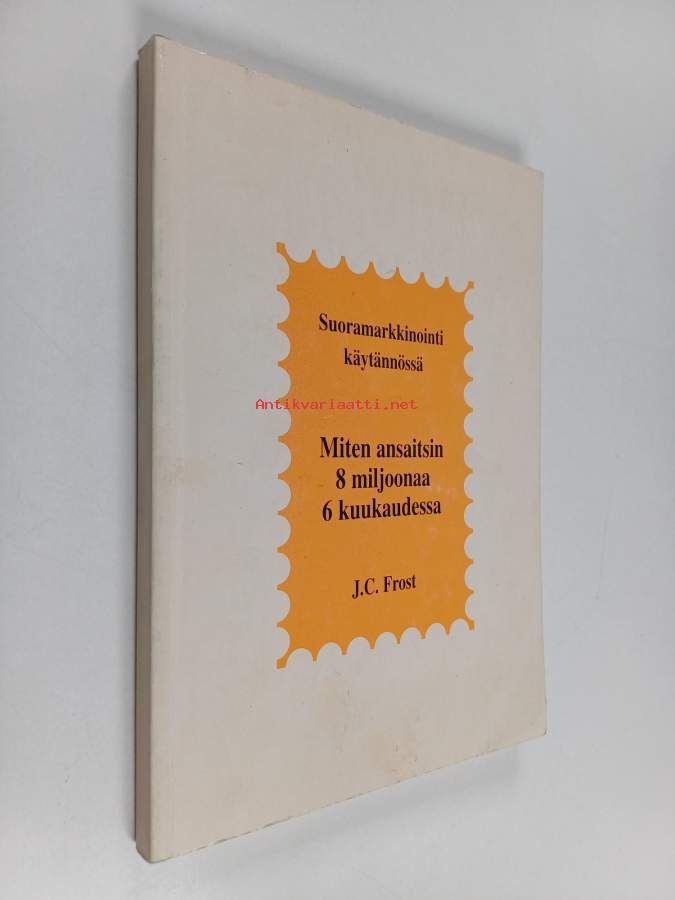 Suoramarkkinointi
käytännössä
Antikvariaatti.net
Miten ansaitsin
8 miljoonaa
6 kuukaudessa
J.C. Frost